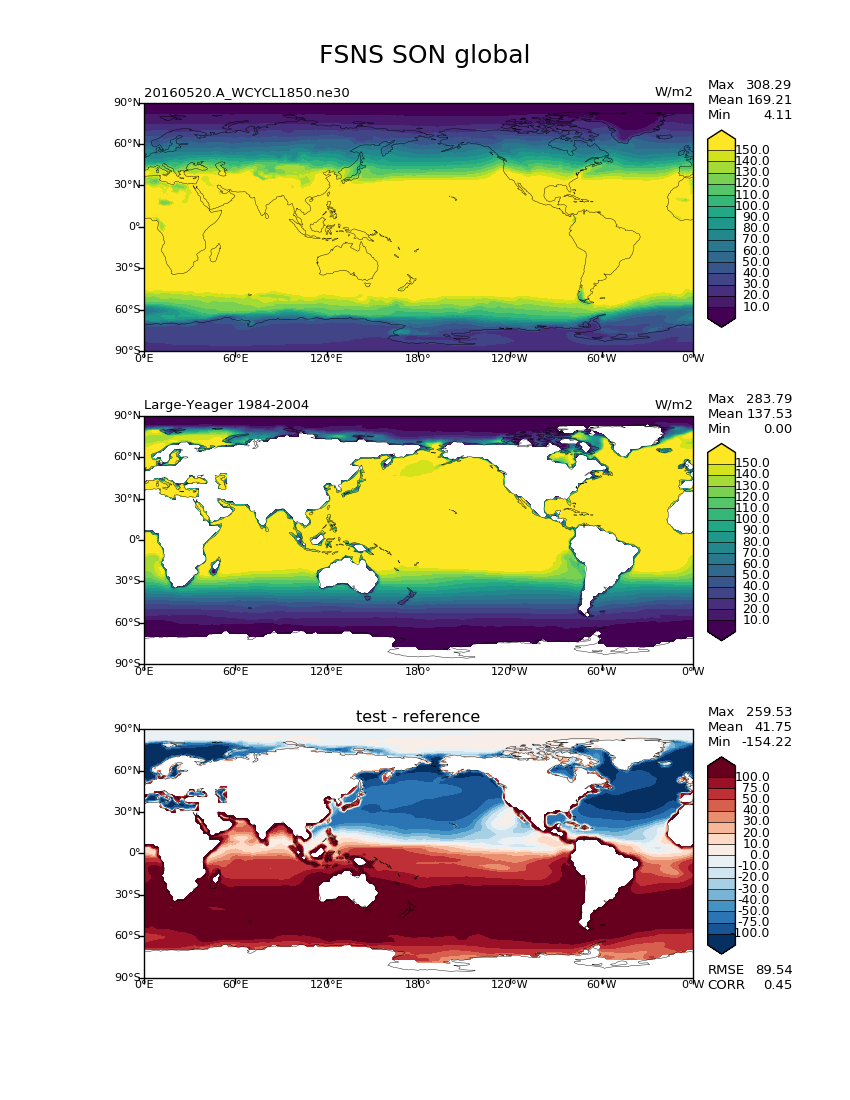 FSNS SON global
20160520.A_WCYCL1850.ne30 W/m2
Max 308.29
Mean 169.21
Min 4.11
90°N
60°N
30°N
0°
30°S
60°S
90°S
0°E 60°E 120°E 180° 120°W 60°W 0°W
150.0
140.0
130.0
120.0
110.0
100.0
90.0
80.0
70.0
60.0
50.0
40.0
30.0
20.0
10.0
Large-Yeager 1984-2004 W/m2
Max 283.79
Mean 137.53
Min 0.00
90°N
60°N
30°N
0°
30°S
60°S
90°S
0°E 60°E 120°E 180° 120°W 60°W 0°W
150.0
140.0
130.0
120.0
110.0
100.0
90.0
80.0
70.0
60.0
50.0
40.0
30.0
20.0
10.0
test - reference
Max 259.53
Mean 41.75
Min -154.22
90°N
60°N
30°N
0°
30°S
60°S
90°S
0°E 60°E 120°E 180° 120°W 60°W 0°W
100.0
75.0
50.0
40.0
30.0
20.0
10.0
0.0
-10.0
-20.0
-30.0
-40.0
-50.0
-75.0
-100.0
RMSE 89.54
CORR 0.45